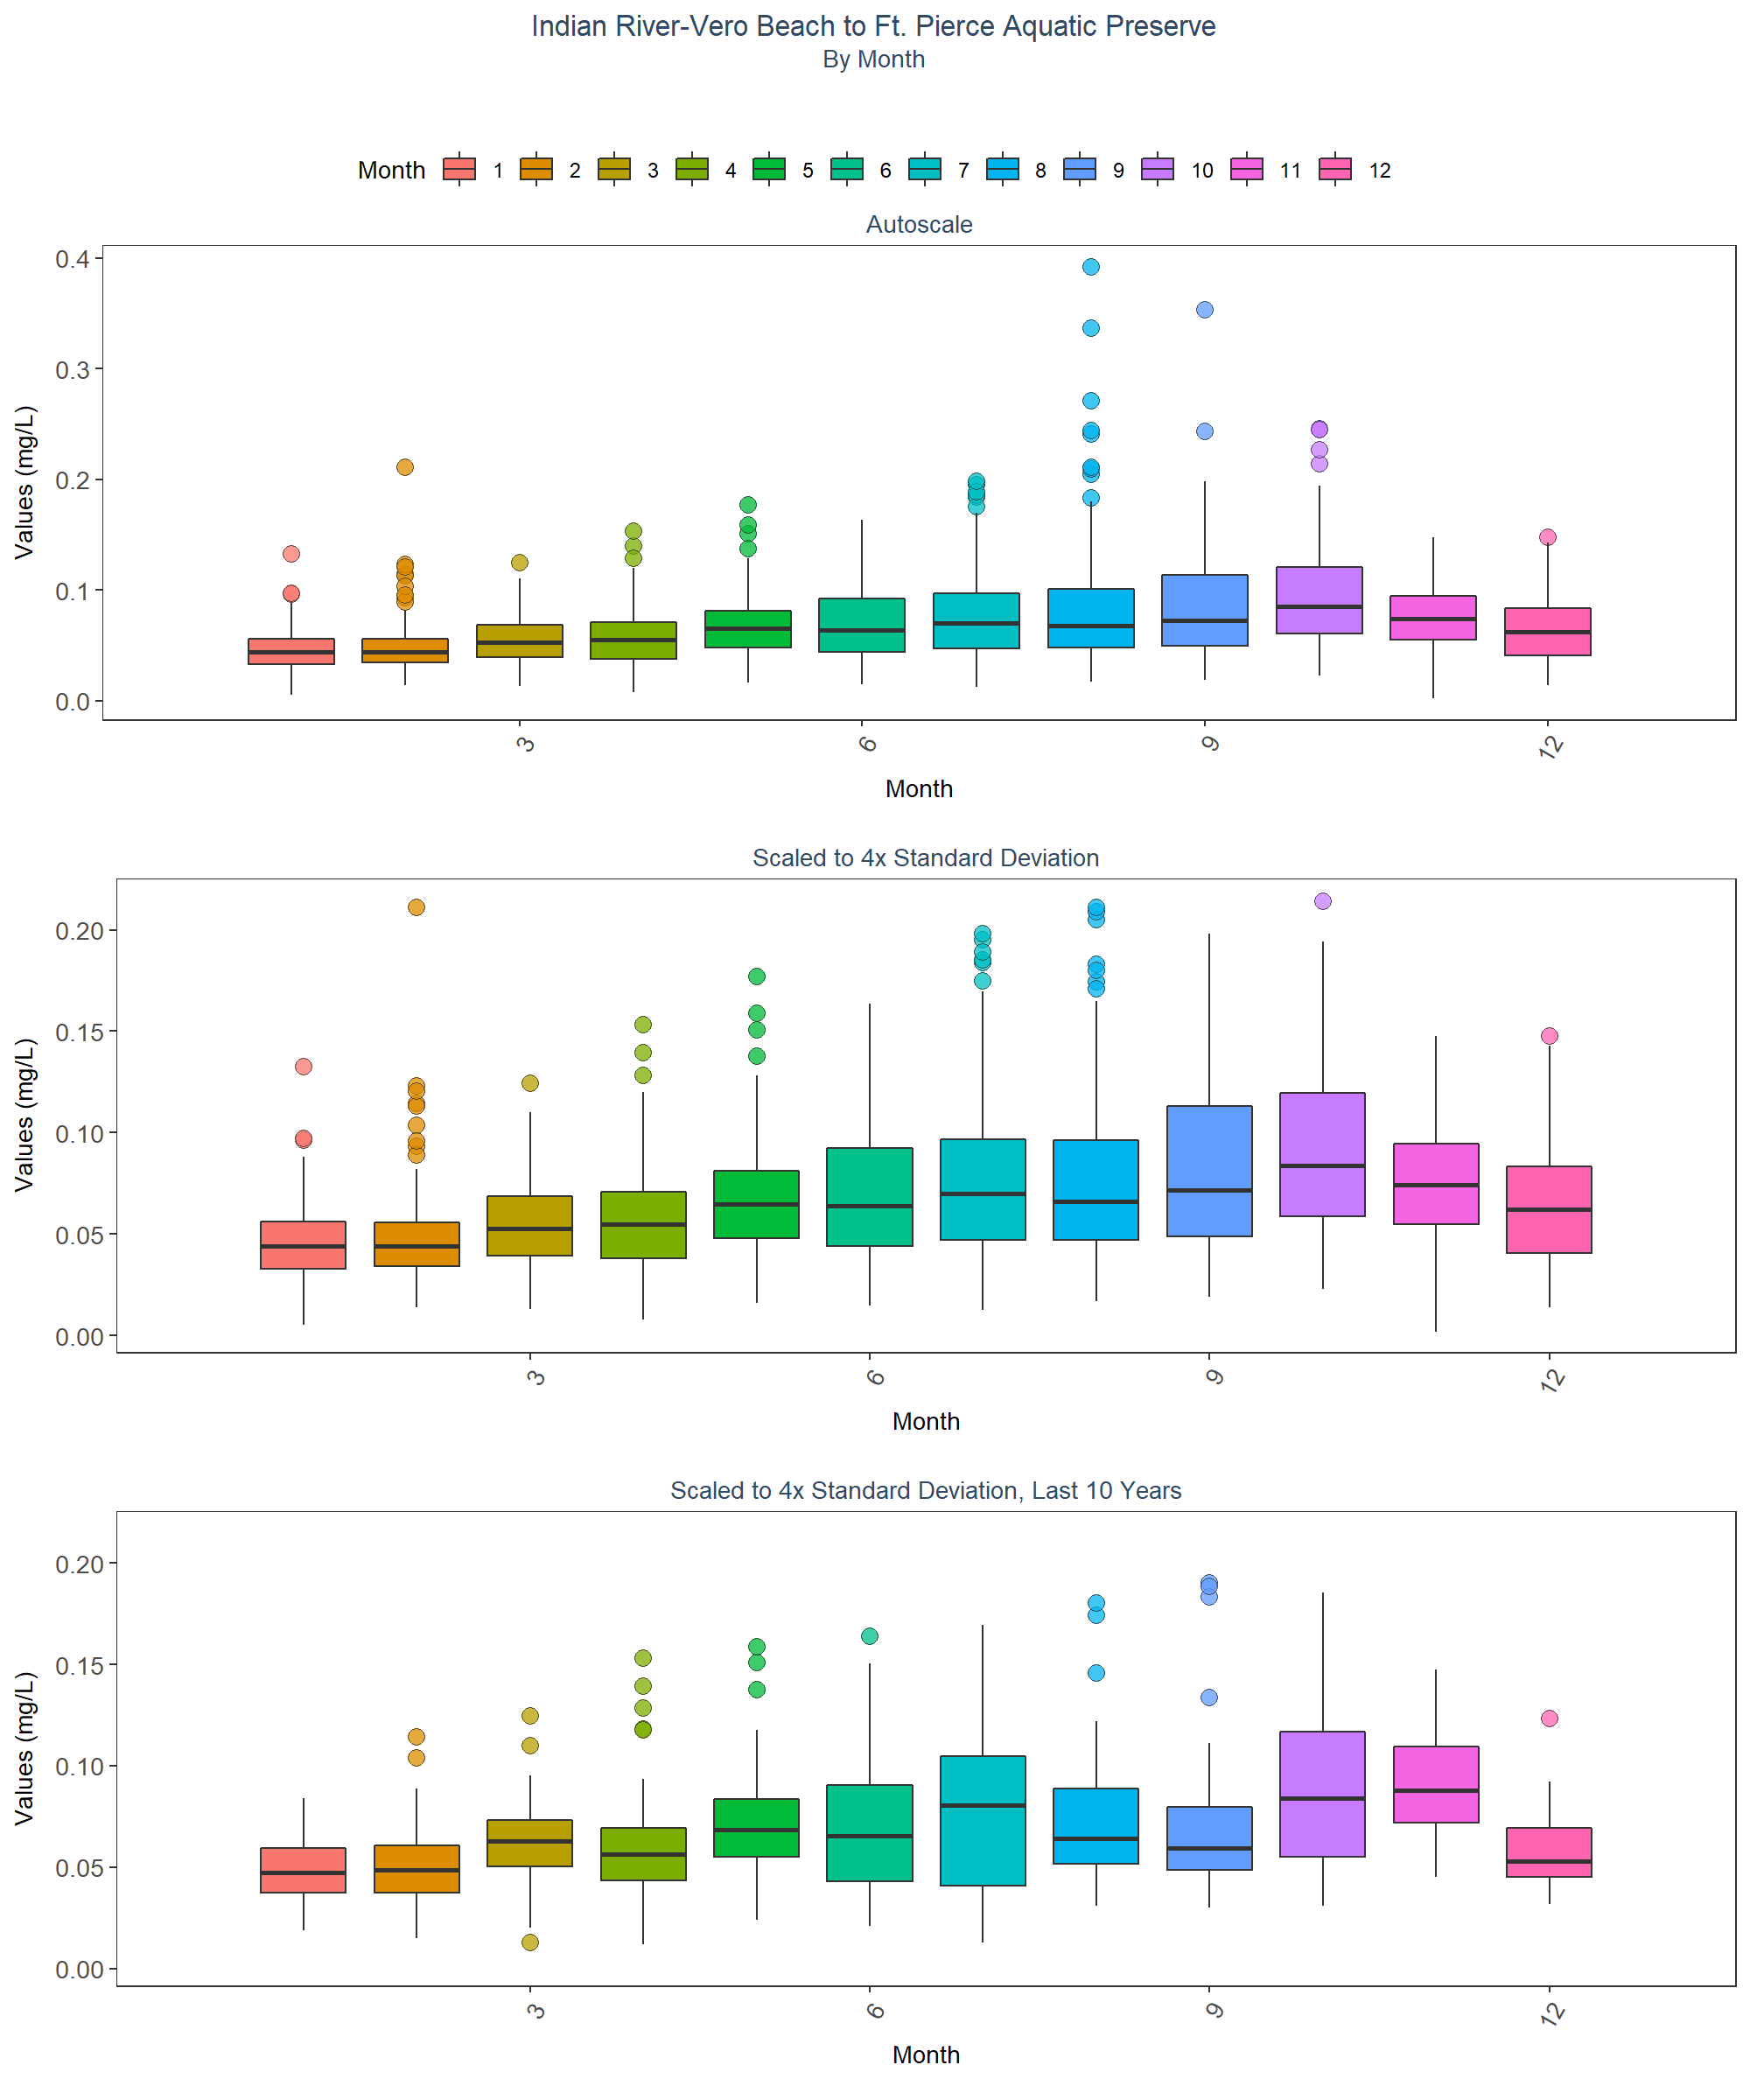 Indian River-Vero Beach to Ft. Pierce Aquatic Preserve
By Month
Month 1 2 3 4 5 6 7 8 9 10 11 12
Autoscale
Values (mg/L)
0.4
0.3
0.2
0.1
0.0
3 6 9 12
Month
Scaled to 4x Standard Deviation
Values (mg/L)
0.20
0.15
0.10
0.05
0.00
3 6 9 12
Month
Scaled to 4x Standard Deviation, Last 10 Years
Values (mg/L)
0.20
0.15
0.10
0.05
0.00
3 6 9 12
Month